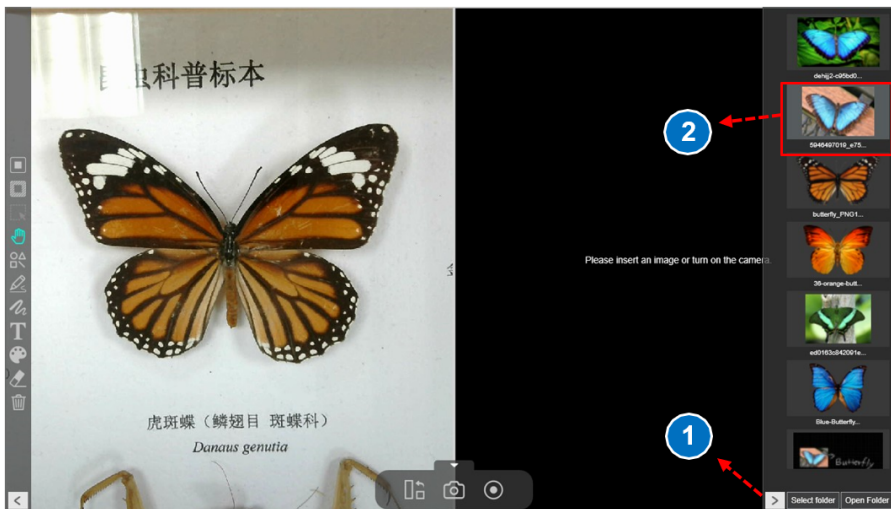 虫科普标本
虎斑蝶（鳞翅目 斑蝶科）
Danaus genutia
Please insert an image or turn on the camera.
T
2
1
dehjj2-c95bd0...
5946497019_e75...
butterfly_PNG1...
36-orange-butt...
ed0163c842091e...
Blue-Butterfly...
Butterfly
Select folder
Open Folder